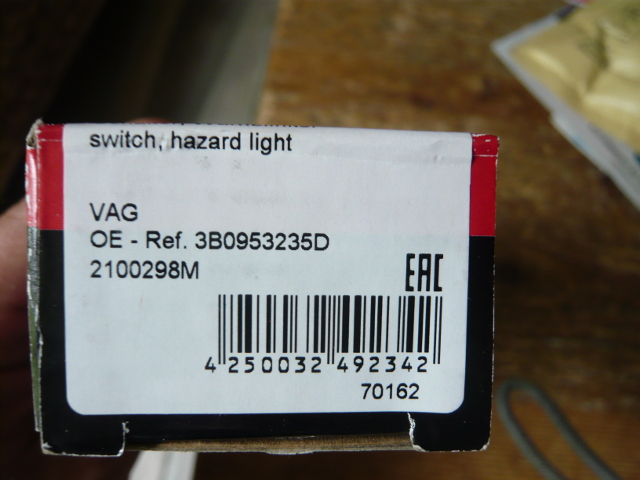 switch, hazard light
VAG
OE - Ref. 3B0953235D
2100298M
EAC
4 250032 492342
70162